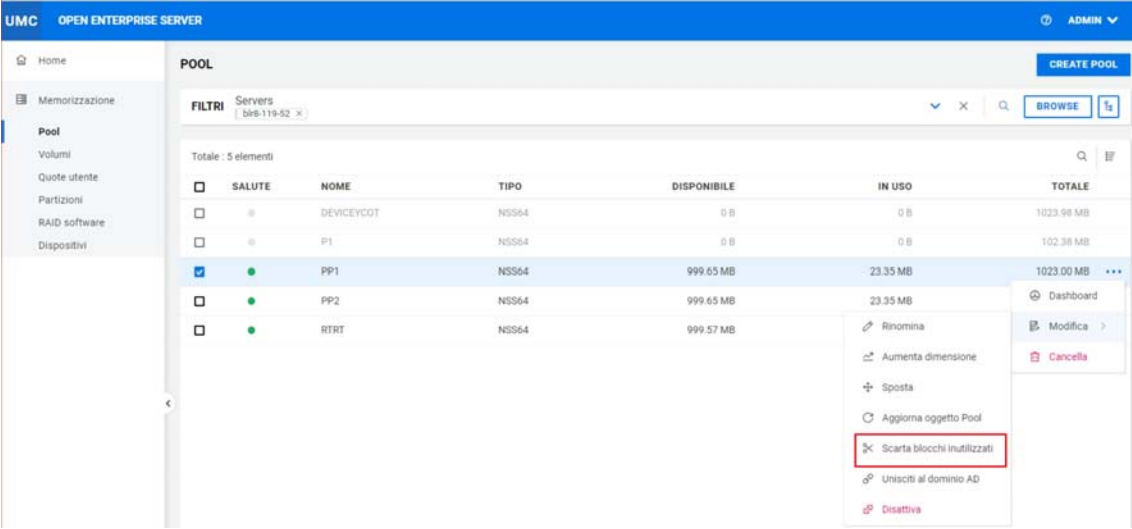 UMC OPEN ENTERPRISE SERVER ADMIN
Home
Memorizzazione
Pool
Volumi
Quote utente
Partizioni
RAID software
Dispositivi
POOL CREATE POOL
FILTRI Servers
blr8-119-52 ×
BROWSE
Totale : 5 elementi
SALUTE NOME TIPO DISPONIBILE IN USO TOTALE
DEVICEYCOT NSS64 0 B 0 B 1023.98 MB
P1 NSS64 0 B 0 B 102.38 MB
PP1 NSS64 999.65 MB 23.35 MB 1023.00 MB
PP2 NSS64 999.65 MB 23.35 MB
RTRT NSS64 999.57 MB
Dashboard
Modifica
Cancella
Rinomina
Aumenta dimensione
Sposta
Aggiorna oggetto Pool
Scarta blocchi inutilizzati
Unisciti al dominio AD
Disattiva